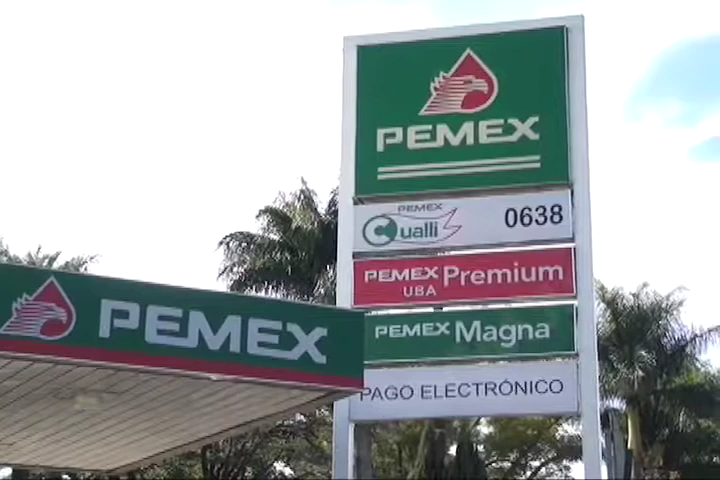 PEMEX
PEMEX
Cualli
0638
PEMEX Premium
UBA
PEMEX Magna
PAGO ELECTRÓNICO
PEMEX